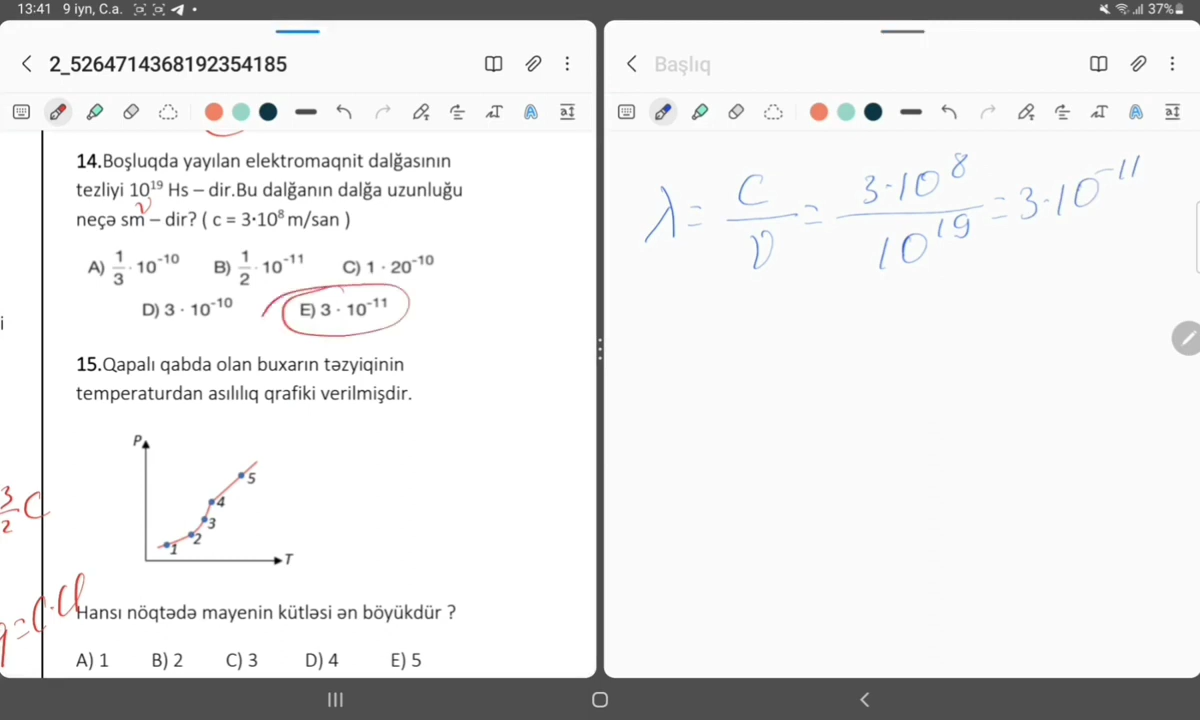 13:41 9 iyn, C.a. 37%
2_5264714368192354185
14.Boşluqda yayılan elektromaqnit dalğasının
tezliyi 10¹⁹ Hs – dir.Bu dalğanın dalğa uzunluğu
ν
neçə sm – dir? ( c = 3·10⁸ m/san )
A) 1/3 · 10⁻¹⁰ B) 1/2 · 10⁻¹¹ C) 1 · 20⁻¹⁰
D) 3 · 10⁻¹⁰ E) 3 · 10⁻¹¹
i
15.Qapalı qabda olan buxarın təzyiqinin
temperaturdan asılılıq qrafiki verilmişdir.
P
5
4
3
2
1
T
3/2 C
q=C·U
Hansı nöqtədə mayenin kütləsi ən böyükdür ?
A) 1 B) 2 C) 3 D) 4 E) 5
Başlıq
λ = C/ν = 3·10⁸/10¹⁹ = 3·10⁻¹¹